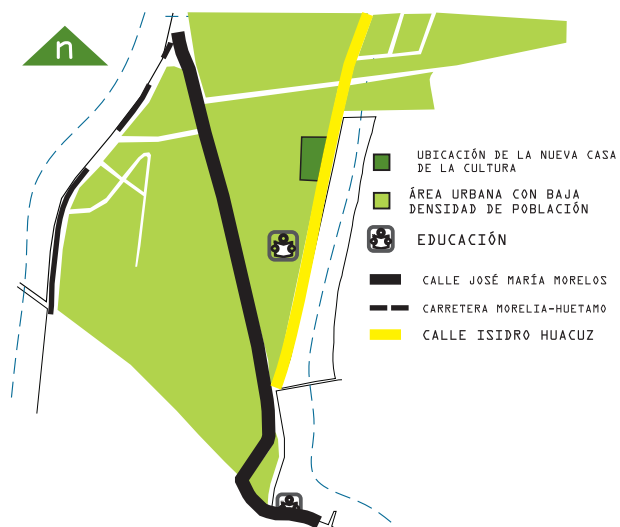 n
UBICACIÓN DE LA NUEVA CASA
DE LA CULTURA
ÁREA URBANA CON BAJA
DENSIDAD DE POBLACIÓN
EDUCACIÓN
CALLE JOSÉ MARÍA MORELOS
CARRETERA MORELIA-HUETAMO
CALLE ISIDRO HUACUZ